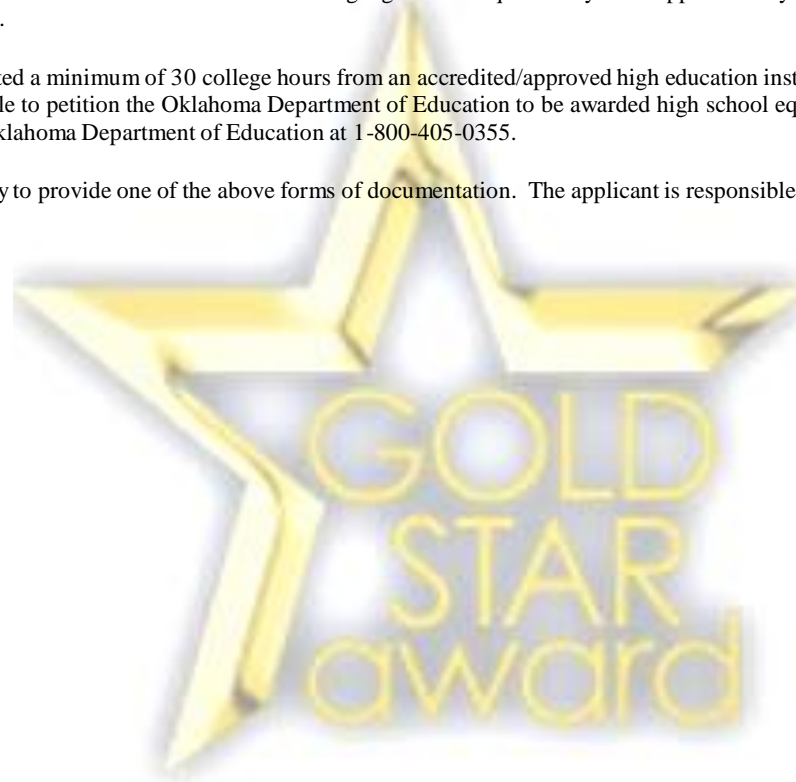 .
ted a minimum of 30 college hours from an accredited/approved high education inst
le to petition the Oklahoma Department of Education to be awarded high school eq
klahoma Department of Education at 1-800-405-0355.
y to provide one of the above forms of documentation. The applicant is responsible
GOLD
STAR
award